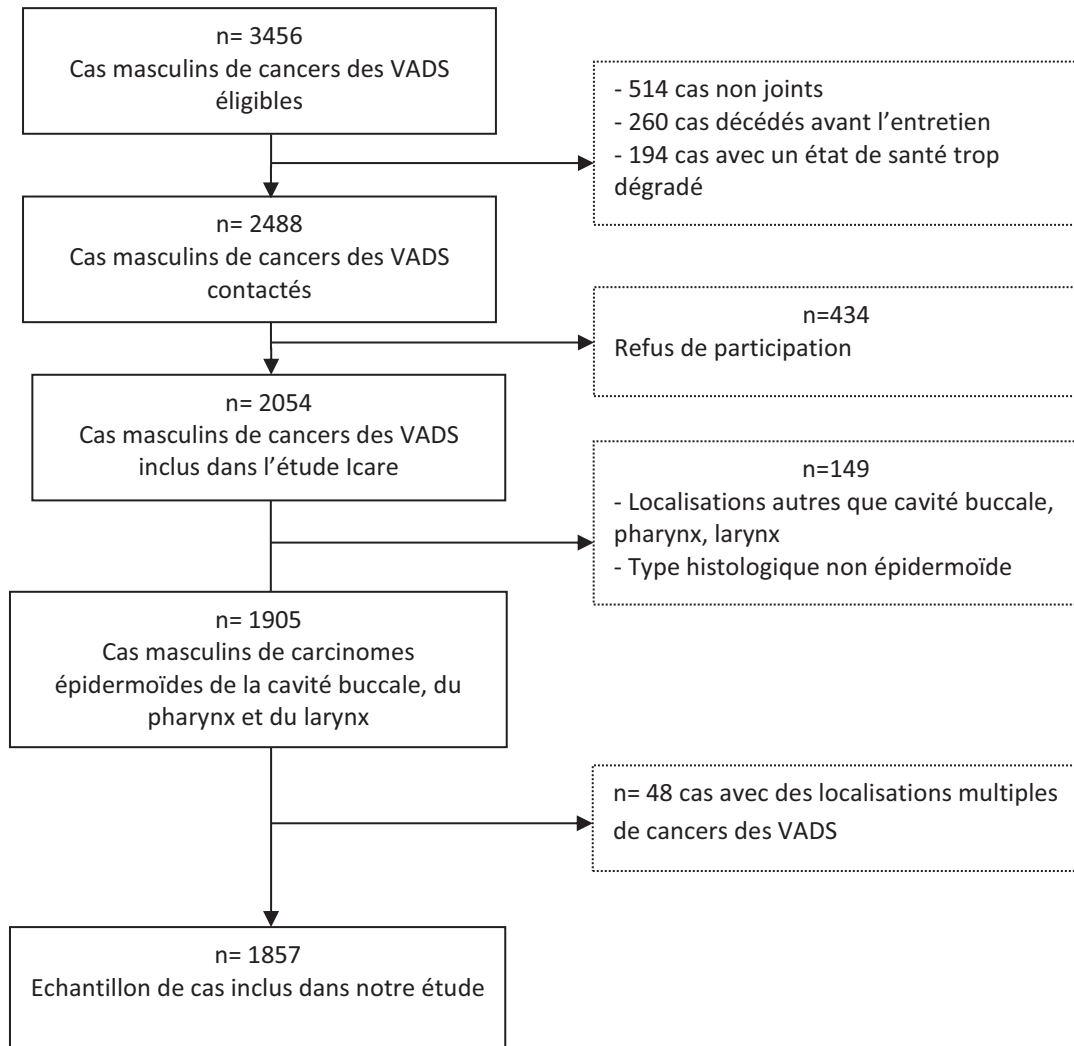 n= 3456
Cas masculins de cancers des VADS
éligibles
- 514 cas non joints
- 260 cas décédés avant l’entretien
- 194 cas avec un état de santé trop
dégradé
n= 2488
Cas masculins de cancers des VADS
contactés
n=434
Refus de participation
n= 2054
Cas masculins de cancers des VADS
inclus dans l’étude Icare
n=149
- Localisations autres que cavité buccale,
pharynx, larynx
- Type histologique non épidermoïde
n= 1905
Cas masculins de carcinomes
épidermoïdes de la cavité buccale, du
pharynx et du larynx
n= 48 cas avec des localisations multiples
de cancers des VADS
n= 1857
Echantillon de cas inclus dans notre étude